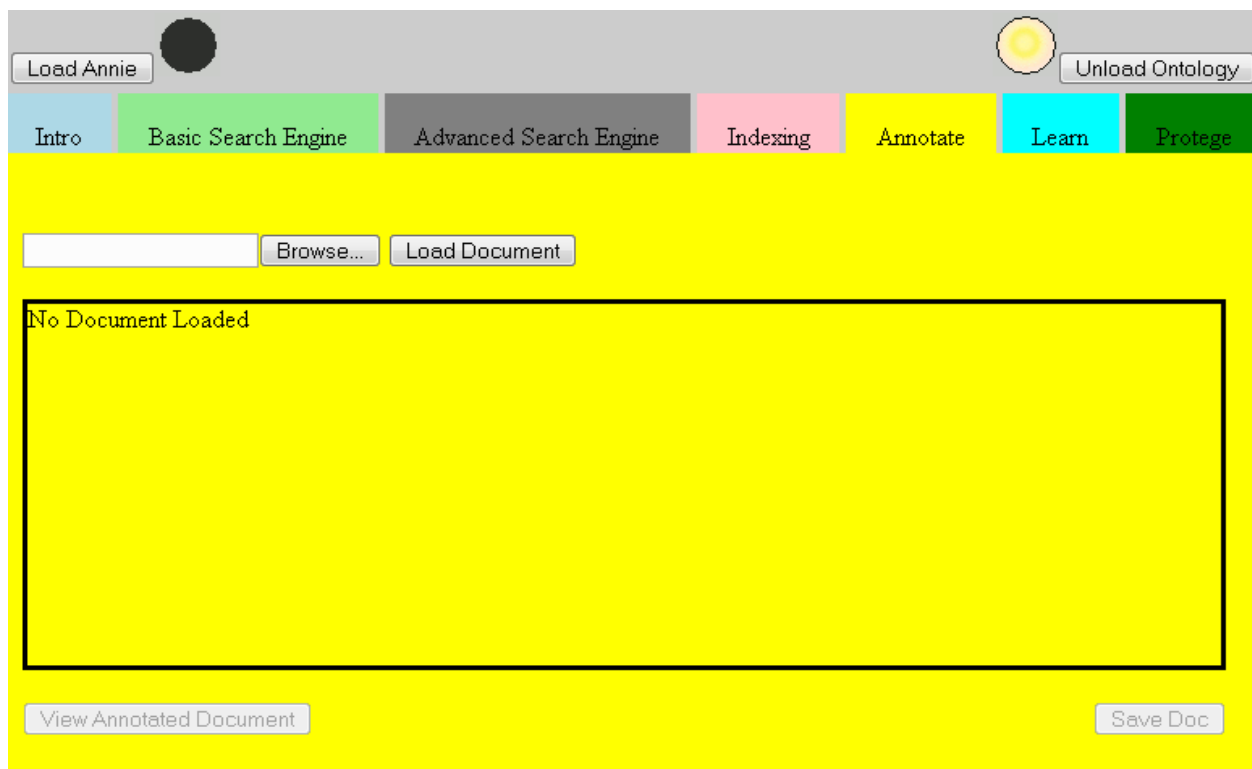 Load Annie
Unload Ontology
Intro Basic Search Engine Advanced Search Engine Indexing Annotate Learn Protege
Browse... Load Document
No Document Loaded
View Annotated Document Save Doc